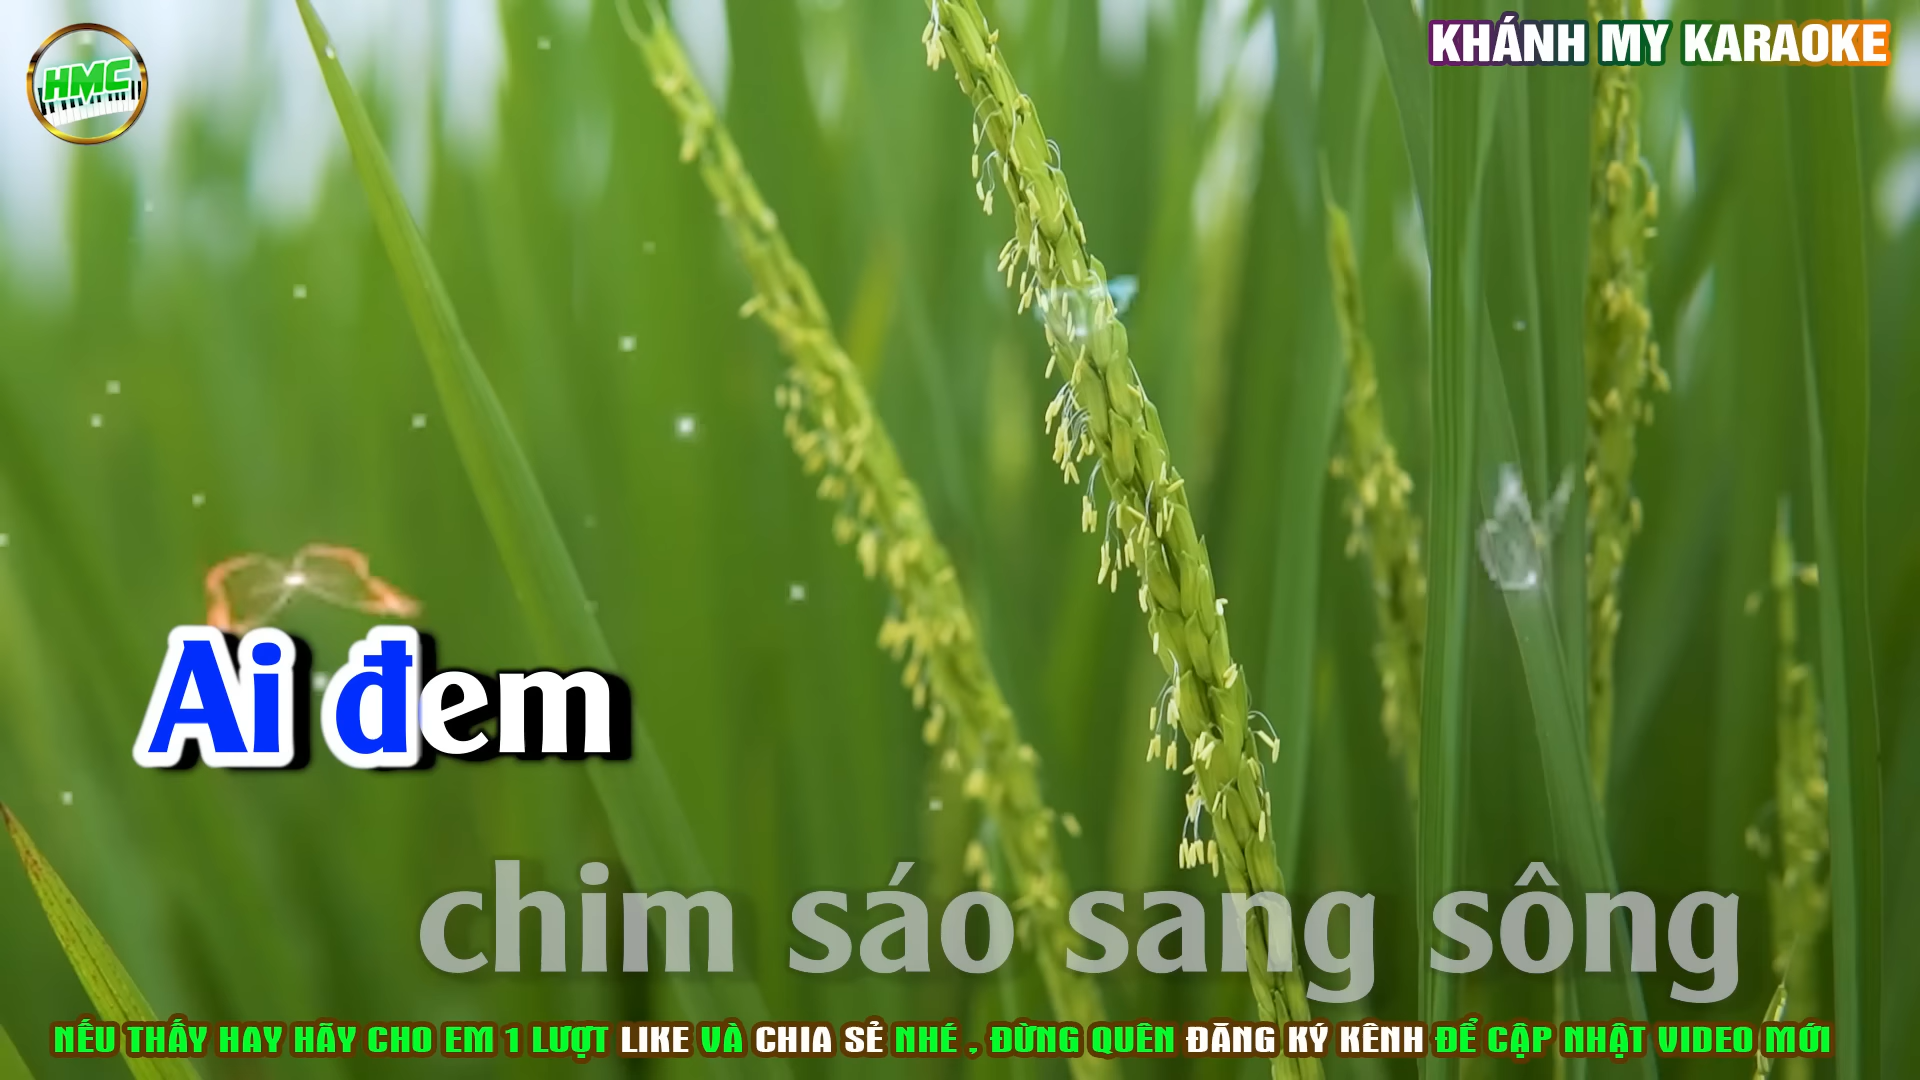 HMC
KHÁNH MY KARAOKE
Ai đem
chim sáo sang sông
NẾU THẤY HAY HÃY CHO EM 1 LƯỢT LIKE VÀ CHIA SẺ NHÉ , ĐỪNG QUÊN ĐĂNG KÝ KÊNH ĐỂ CẬP NHẬT VIDEO MỚI